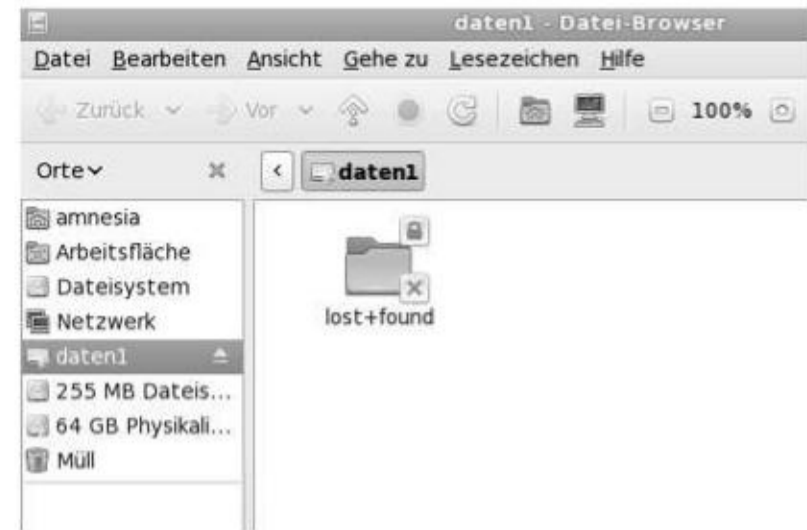 daten1 - Datei-Browser
Datei Bearbeiten Ansicht Gehe zu Lesezeichen Hilfe
Zurück Vor 100%
Orte
daten1
amnesia
Arbeitsfläche
Dateisystem
Netzwerk
daten1
255 MB Dateis...
64 GB Physikali...
Müll
lost+found